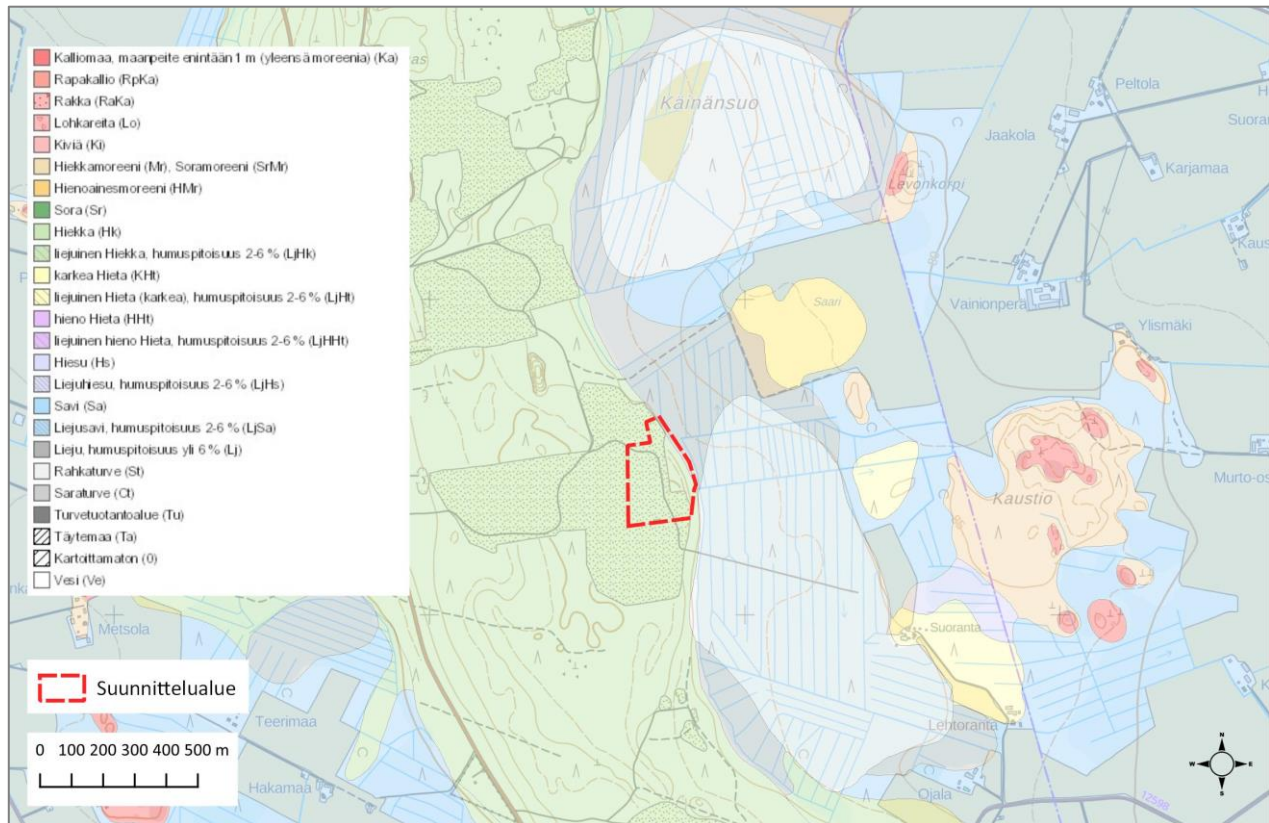 Kalliomaa, maanpeite enintään 1 m (yleensä moreenia) (Ka)
Rapakallio (RpKa)
Rakka (RaKa)
Lohkareita (Lo)
Kiviä (Ki)
Hiekkamoreeni (Mr), Soramoreeni (SrMr)
Hienoainesmoreeni (HMr)
Sora (Sr)
Hiekka (Hk)
liejuinen Hiekka, humuspitoisuus 2-6 % (LjHk)
karkea Hieta (KHt)
liejuinen Hieta (karkea), humuspitoisuus 2-6 % (LjHt)
hieno Hieta (HHt)
liejuinen hieno Hieta, humuspitoisuus 2-6 % (LjHHt)
Hiesu (Hs)
Liejuhiesu, humuspitoisuus 2-6 % (LjHs)
Savi (Sa)
Liejusavi, humuspitoisuus 2-6 % (LjSa)
Lieju, humuspitoisuus yli 6 % (Lj)
Rahkaturve (St)
Saraturve (Ct)
Turvetuotantoalue (Tu)
Täytemaa (Ta)
Kartoittamaton (0)
Vesi (Ve)
Suunnittelualue
0 100 200 300 400 500 m
Käinänsuo
Peltola
Jaakola
Karjamaa
Levonkorpi
Vainionperä
Saari
Ylismäki
Kaustio
Suoranta
Lehtoranta
Ojala
12598
Metsola
Teerimaa
Hakamaa
N
W
E
S